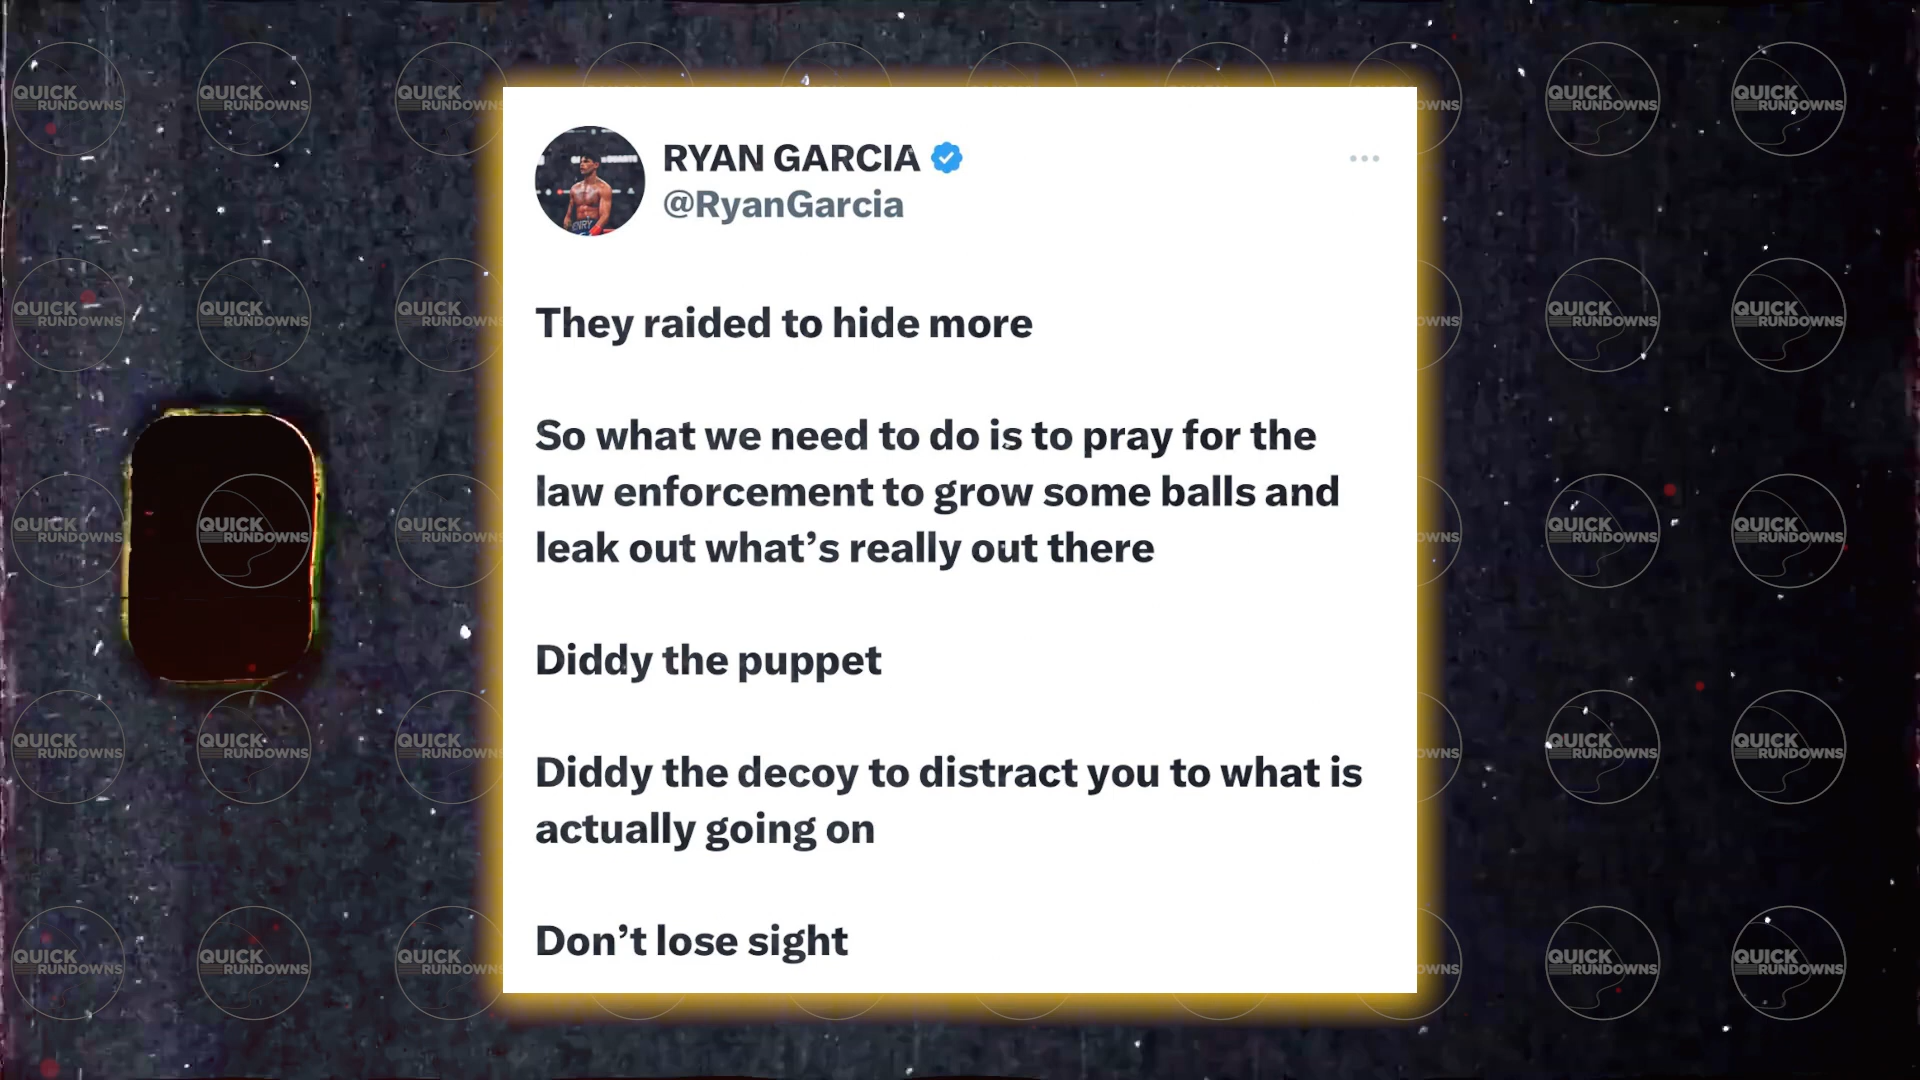 RYAN GARCIA
@RyanGarcia
They raided to hide more
So what we need to do is to pray for the
law enforcement to grow some balls and
leak out what’s really out there
Diddy the puppet
Diddy the decoy to distract you to what is
actually going on
Don’t lose sight
QUICK
RUNDOWNS